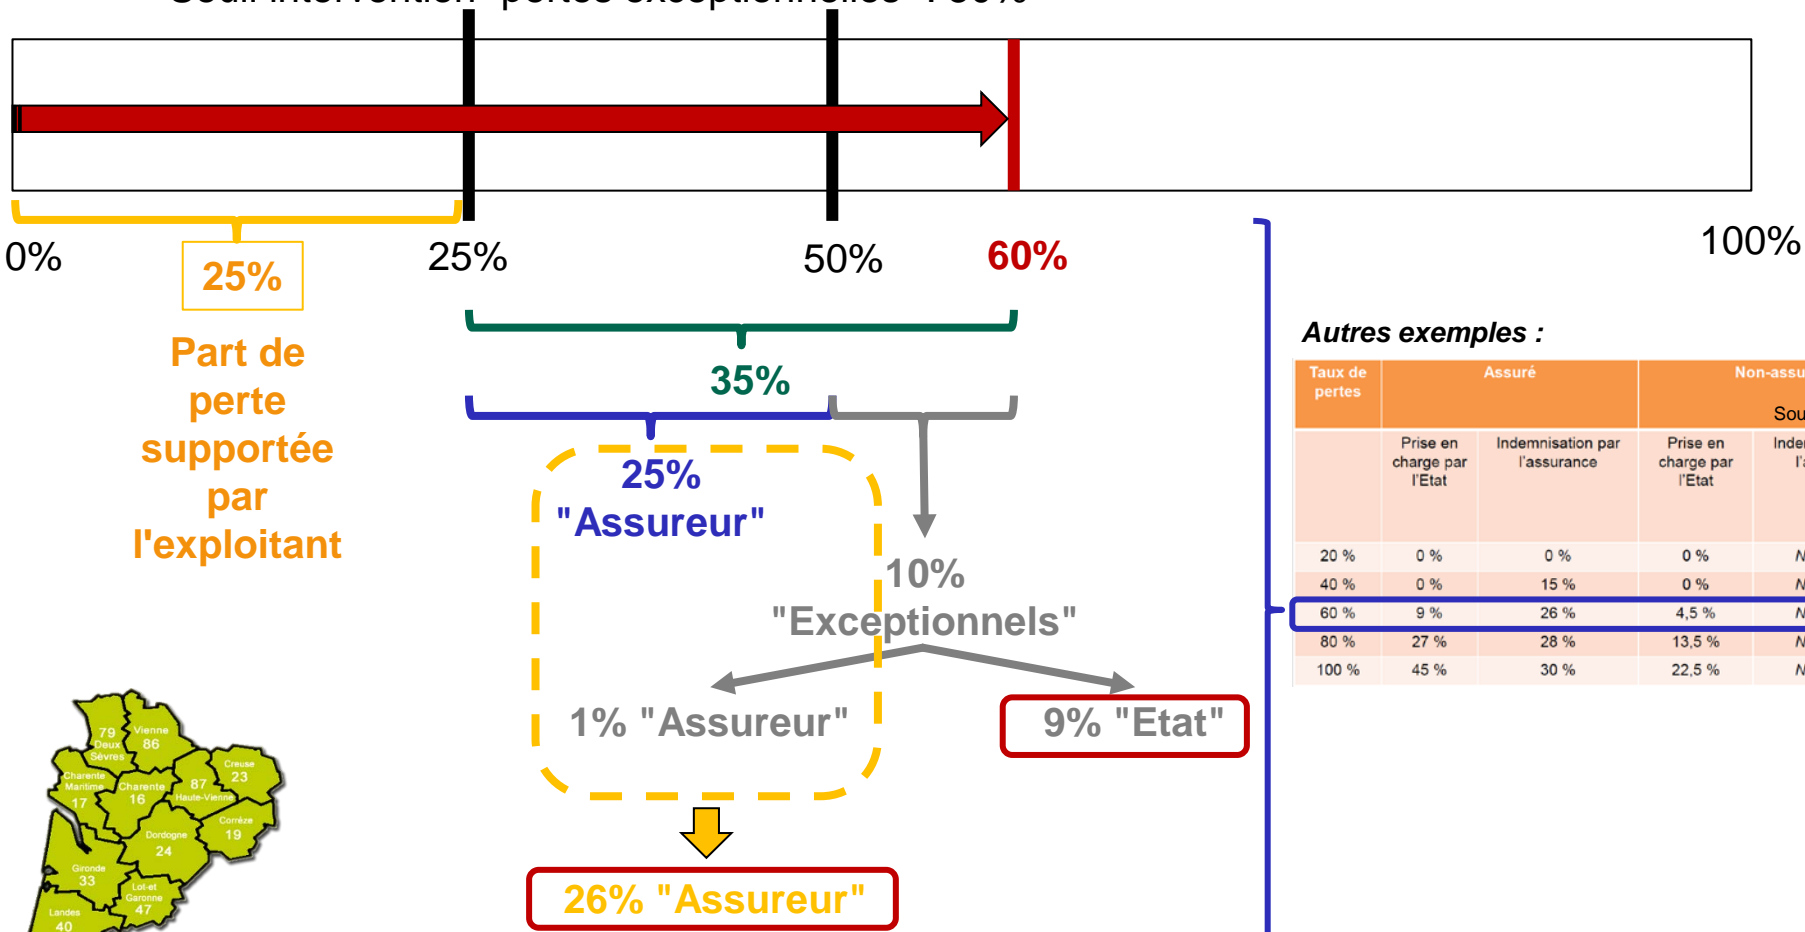 0%
25%
25%
50%
60%
100%
Part de
perte
supportée
par
l'exploitant
35%
25%
"Assureur"
10%
"Exceptionnels"
1% "Assureur"
9% "Etat"
26% "Assureur"
Autres exemples :
Taux de
pertes
Assuré
Prise en
charge par
l'Etat
Indemnisation par
l'assurance
Prise en
charge par
l'Etat
20 % 0 % 0 % 0 %
40 % 0 % 15 % 0 %
60 % 9 % 26 % 4,5 %
80 % 27 % 28 % 13,5 %
100 % 45 % 30 % 22,5 %
79
Deux
Sèvres
Vienne
86
Creuse
23
Charente
Maritime
17
Charente
16
87
Haute-Vienne
Corrèze
19
Dordogne
24
Gironde
33
Lot-et
Garonne
47
Landes
40